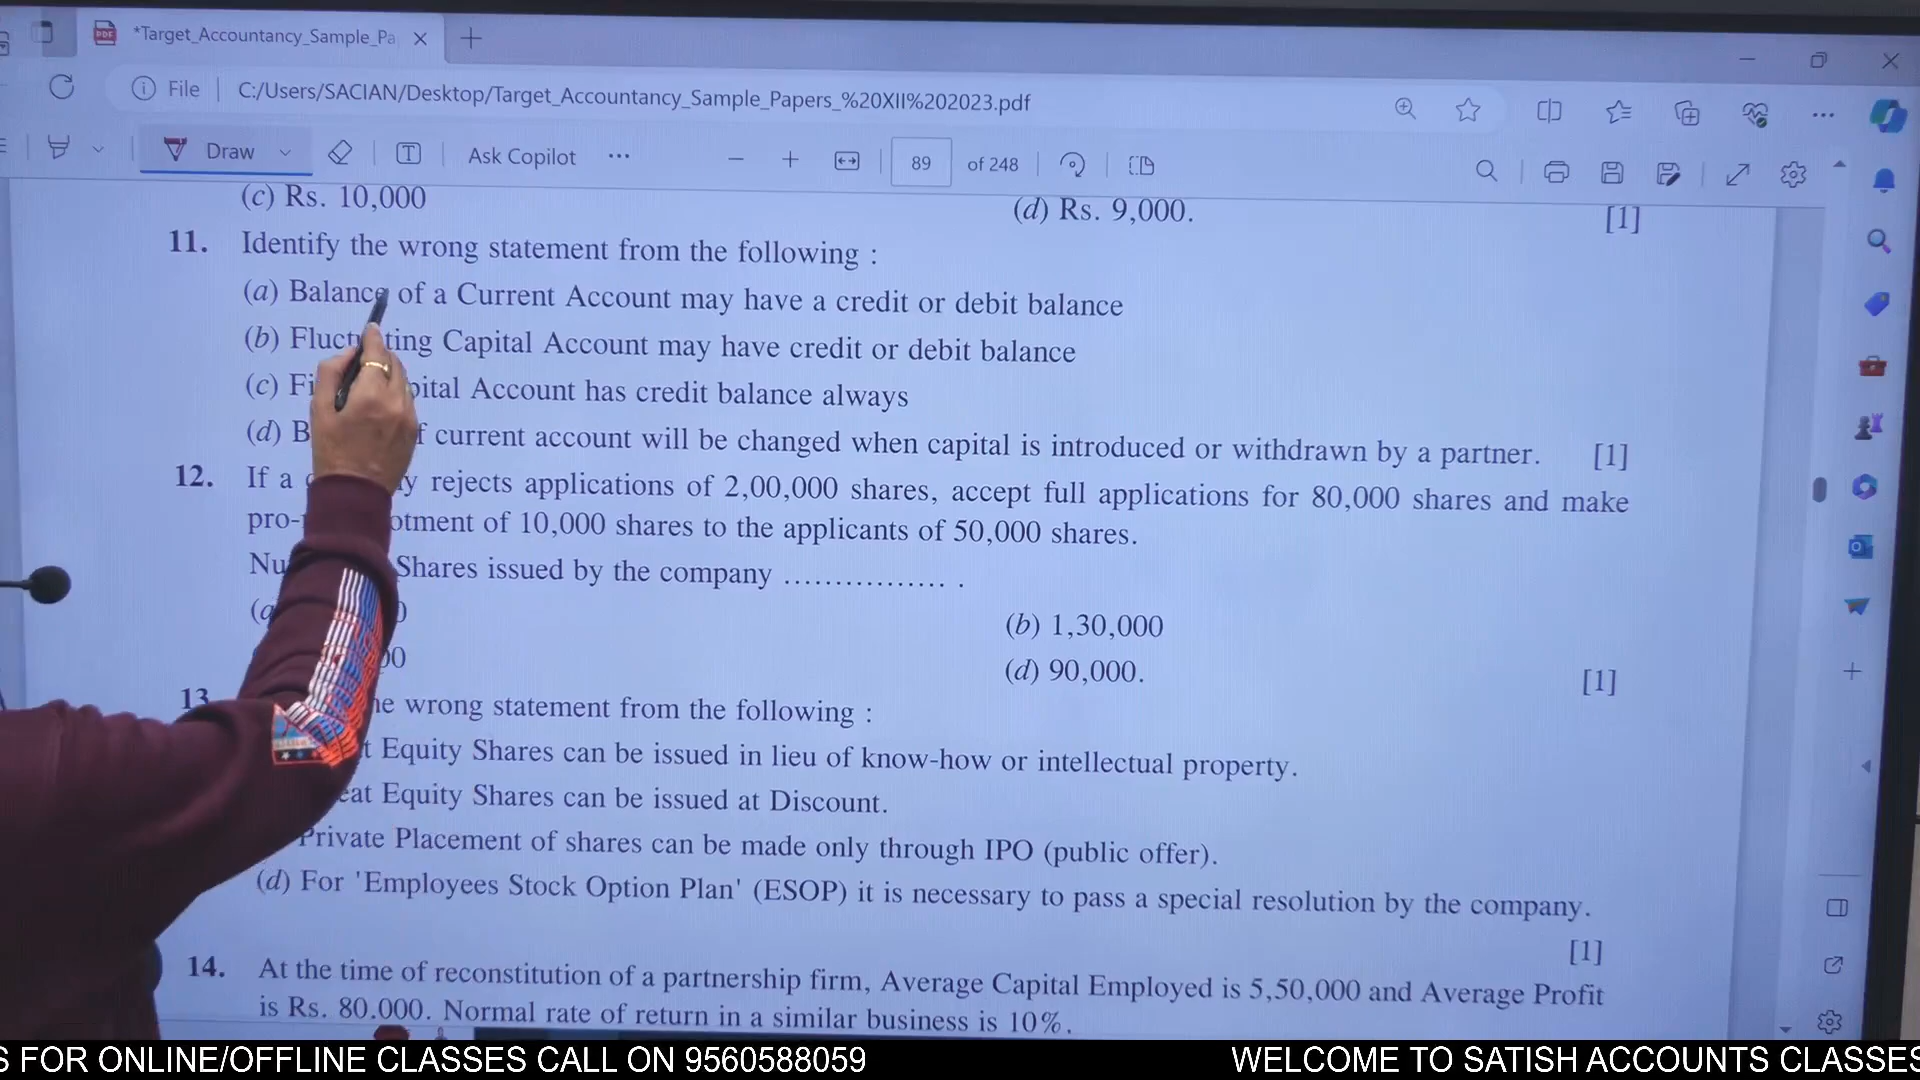 *Target_Accountancy_Sample_Pa
File C:/Users/SACIAN/Desktop/Target_Accountancy_Sample_Papers_%20XII%202023.pdf
Draw Ask Copilot 89 of 248
(c) Rs. 10,000 (d) Rs. 9,000. [1]
11. Identify the wrong statement from the following :
(a) Balance of a Current Account may have a credit or debit balance
(b) ting Capital Account may have credit or debit balance
(c) Account has credit balance always
(d) current account will be changed when capital is introduced or withdrawn by a partner. [1]
12. If a rejects applications of 2,00,000 shares, accept full applications for 80,000 shares and make
pro- of 10,000 shares to the applicants of 50,000 shares.
Shares issued by the company ................ .
(b) 1,30,000
(d) 90,000. [1]
13 wrong statement from the following :
Equity Shares can be issued in lieu of know-how or intellectual property.
Equity Shares can be issued at Discount.
Private Placement of shares can be made only through IPO (public offer).
(d) For 'Employees Stock Option Plan' (ESOP) it is necessary to pass a special resolution by the company.
[1]
14. At the time of reconstitution of a partnership firm, Average Capital Employed is 5,50,000 and Average Profit
is Rs. 80.000. Normal rate of return in a similar business is 10%.
S FOR ONLINE/OFFLINE CLASSES CALL ON 9560588059 WELCOME TO SATISH ACCOUNTS CLASSES